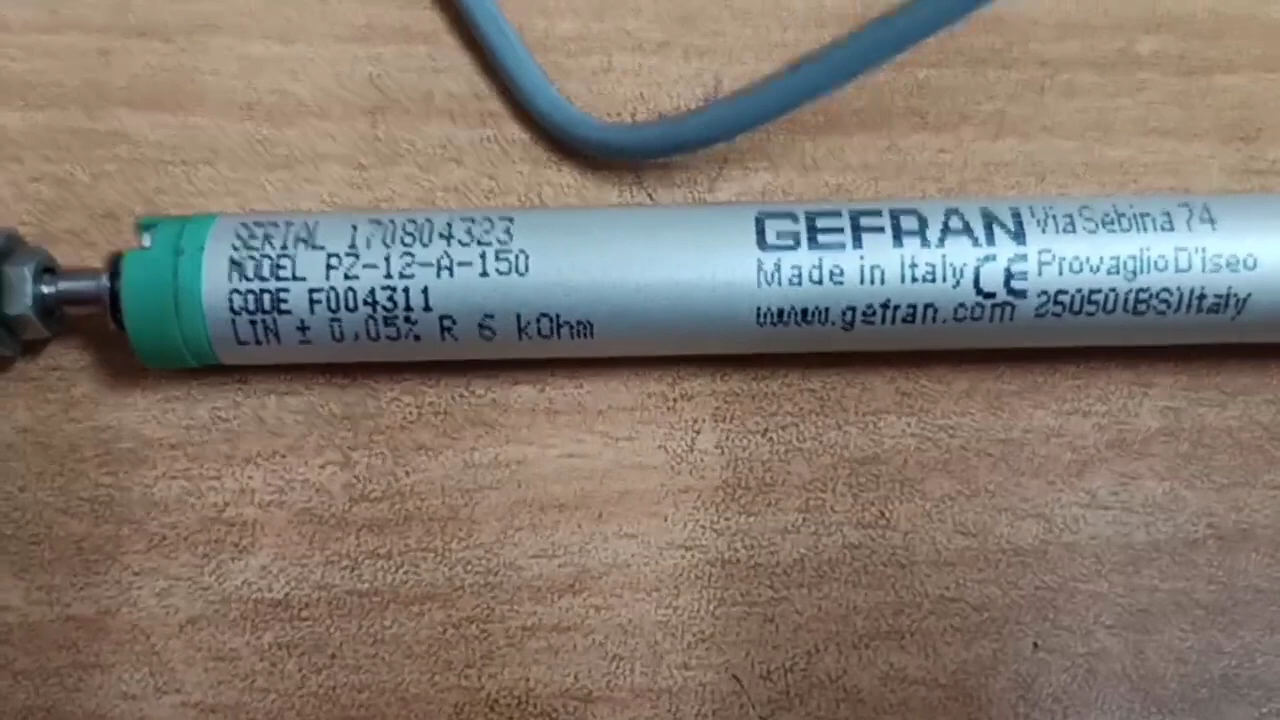 SERIAL 170804323
MODEL PZ-12-A-150
CODE F004311
LIN ± 0,05% R 6 kOhm
GEFRAN
Made in Italy CE
www.gefran.com
Via Sebina 74
Provaglio D'Iseo
25050 (BS) Italy